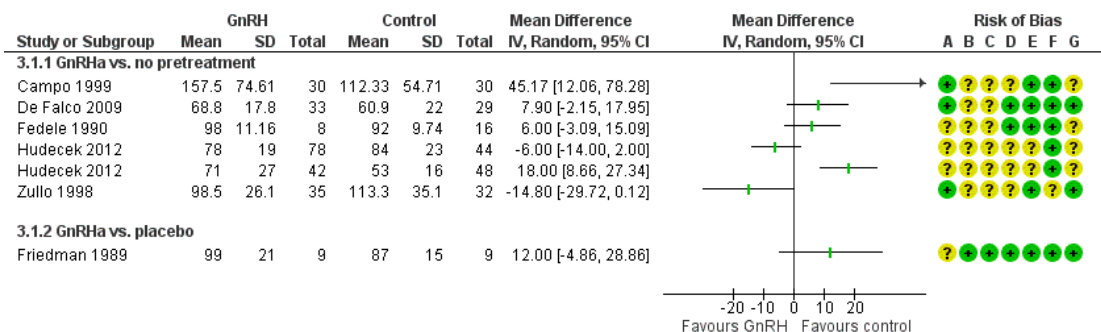 GnRH Control Mean Difference Mean Difference Risk of Bias
Study or Subgroup Mean SD Total Mean SD Total IV, Random, 95% CI IV, Random, 95% CI A B C D E F G
3.1.1 GnRHa vs. no pretreatment
Campo 1999 157.5 74.61 30 112.33 54.71 30 45.17 [12.06, 78.28] + ? ? ? + + ?
De Falco 2009 68.8 17.8 33 60.9 22 29 7.90 [-2.15, 17.95] + ? ? + + + +
Fedele 1990 98 11.16 8 92 9.74 16 6.00 [-3.09, 15.09] ? ? ? + + + ?
Hudecek 2012 78 19 78 84 23 44 -6.00 [-14.00, 2.00] ? ? ? ? ? + ?
Hudecek 2012 71 27 42 53 16 48 18.00 [8.66, 27.34] ? ? ? ? ? + ?
Zullo 1998 98.5 26.1 35 113.3 35.1 32 -14.80 [-29.72, 0.12] + ? ? ? + ? +
3.1.2 GnRHa vs. placebo
Friedman 1989 99 21 9 87 15 9 12.00 [-4.86, 28.86] ? + + + + + +
-20 -10 0 10 20
Favours GnRH Favours control